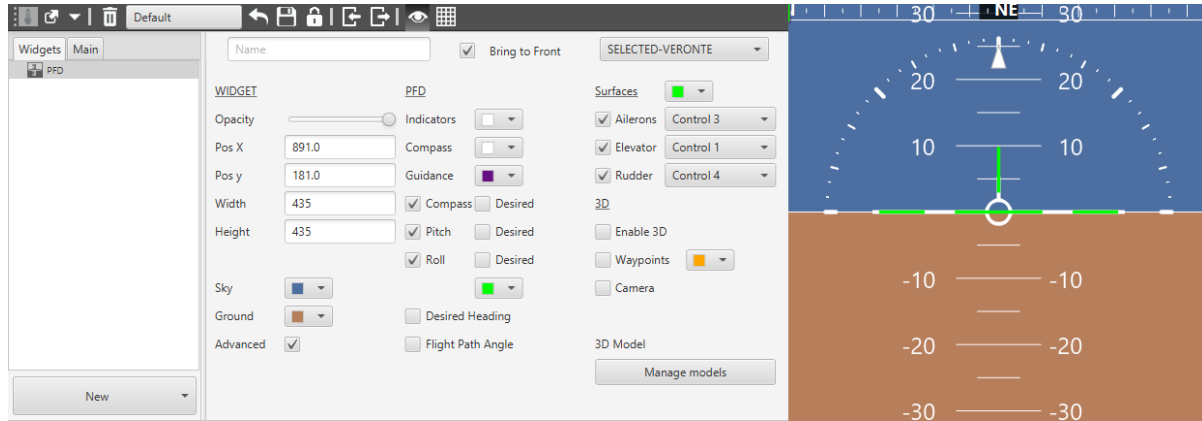 Default
Widgets Main
PFD
New
Name
Bring to Front
SELECTED-VERONTE
WIDGET
PFD
Surfaces
Opacity
Indicators
Ailerons
Control 3
Pos X
891.0
Compass
Elevator
Control 1
Pos y
181.0
Guidance
Rudder
Control 4
Width
435
Compass
Desired
3D
Height
435
Pitch
Desired
Enable 3D
Roll
Desired
Waypoints
Sky
Camera
Ground
Desired Heading
Advanced
Flight Path Angle
3D Model
Manage models
30 NE 30
20 20
10 10
-10 -10
-20 -20
-30 -30